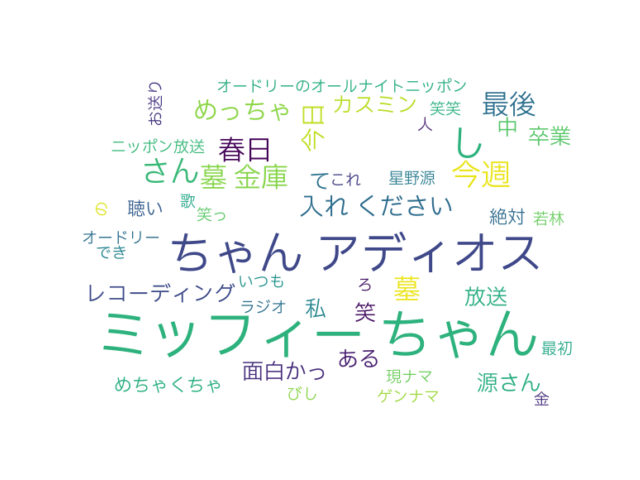 オードリーのオールナイトニッポン
お送り
めっちゃ
今日
カスミン
笑笑
最後
人
中
卒業
ニッポン放送
春日
し
さん
墓 金庫
て
これ
星野源
今週
の
聴い
歌
笑っ
入れ ください
絶対
若林
オードリー
でき
ちゃん アディオス
レコーディング
いつも
ラジオ
私
ろ
笑
墓
放送
ミッフィー ちゃん
最初
面白かっ
ある
めちゃくちゃ
びし
現ナマ
ゲンナマ
源さん
金